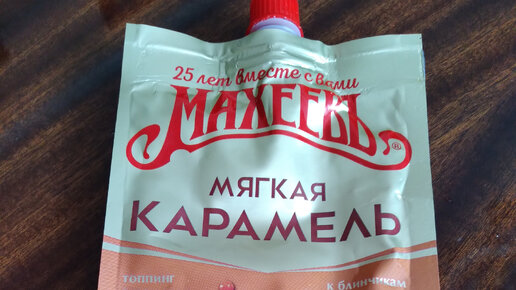 25 лет вместе с вами
МАХЕЕВЪ®
МЯГКАЯ
КАРАМЕЛЬ
ТОППИНГ К БЛИНЧИКАМ